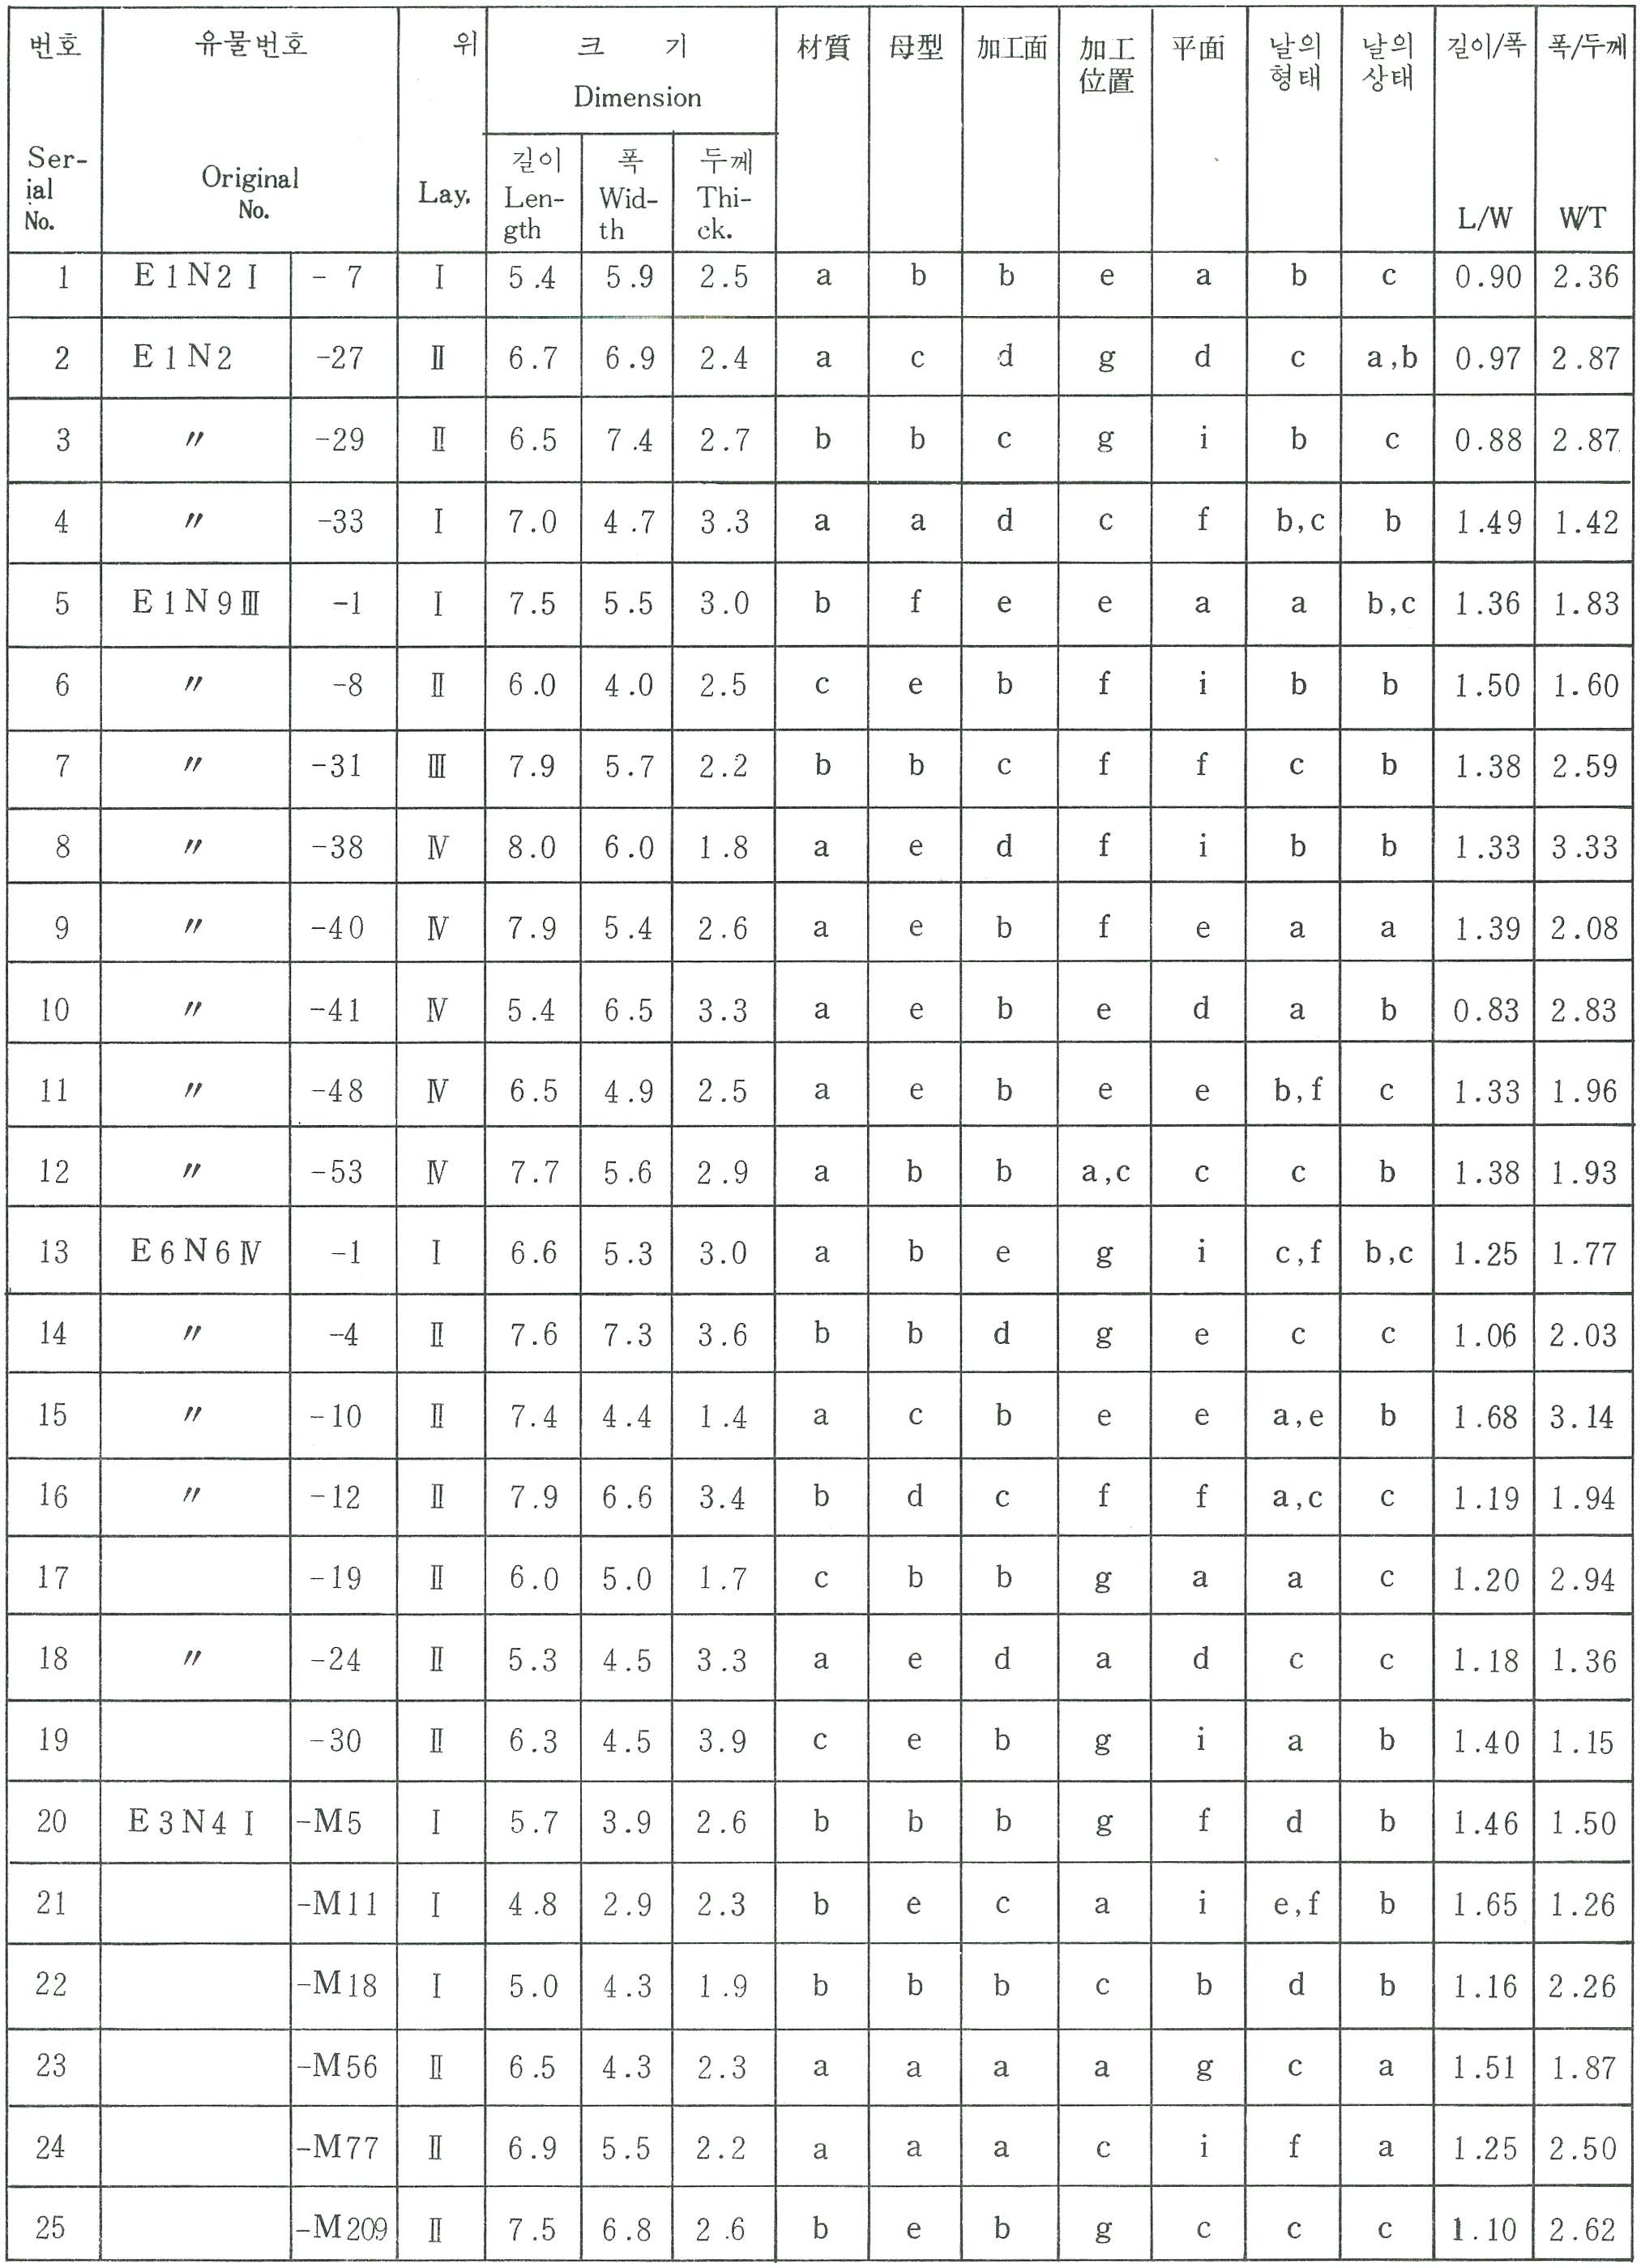 번호 유물번호 위 크 기 材質 母型 加工面 加工 平面 날의 날의 길이/폭 폭/두께
位置 형태 상태
Dimension
Ser- 길이 폭 두께
ial Original Lay. Len- Wid- Thi- L/W W/T
No. No. gth th ck.
1 E1N2 I - 7 Ⅰ 5.4 5.9 2.5 a b b e a b c 0.90 2.36
2 E1N2 -27 Ⅱ 6.7 6.9 2.4 a c d g d c a,b 0.97 2.87
3 〃 -29 Ⅱ 6.5 7.4 2.7 b b c g i b c 0.88 2.87
4 〃 -33 Ⅰ 7.0 4.7 3.3 a a d c f b,c b 1.49 1.42
5 E1N9Ⅲ -1 Ⅰ 7.5 5.5 3.0 b f e e a a b,c 1.36 1.83
6 〃 -8 Ⅱ 6.0 4.0 2.5 c e b f i b b 1.50 1.60
7 〃 -31 Ⅲ 7.9 5.7 2.2 b b c f f c b 1.38 2.59
8 〃 -38 Ⅳ 8.0 6.0 1.8 a e d f i b b 1.33 3.33
9 〃 -40 Ⅳ 7.9 5.4 2.6 a e b f e a a 1.39 2.08
10 〃 -41 Ⅳ 5.4 6.5 3.3 a e b e d a b 0.83 2.83
11 〃 -48 Ⅳ 6.5 4.9 2.5 a e b e e b,f c 1.33 1.96
12 〃 -53 Ⅳ 7.7 5.6 2.9 a b b a,c c c b 1.38 1.93
13 E6N6Ⅳ -1 Ⅰ 6.6 5.3 3.0 a b e g i c,f b,c 1.25 1.77
14 〃 -4 Ⅱ 7.6 7.3 3.6 b b d g e c c 1.06 2.03
15 〃 -10 Ⅱ 7.4 4.4 1.4 a c b e e a,e b 1.68 3.14
16 〃 -12 Ⅱ 7.9 6.6 3.4 b d c f f a,c c 1.19 1.94
17 -19 Ⅱ 6.0 5.0 1.7 c b b g a a c 1.20 2.94
18 〃 -24 Ⅱ 5.3 4.5 3.3 a e d a d c c 1.18 1.36
19 -30 Ⅱ 6.3 4.5 3.9 c e b g i a b 1.40 1.15
20 E3N4 I -M5 Ⅰ 5.7 3.9 2.6 b b b g f d b 1.46 1.50
21 -M11 Ⅰ 4.8 2.9 2.3 b e c a i e,f b 1.65 1.26
22 -M18 Ⅰ 5.0 4.3 1.9 b b b c b d b 1.16 2.26
23 -M56 Ⅱ 6.5 4.3 2.3 a a a a g c a 1.51 1.87
24 -M77 Ⅱ 6.9 5.5 2.2 a a a c i f a 1.25 2.50
25 -M209 Ⅱ 7.5 6.8 2.6 b e b g c c c 1.10 2.62